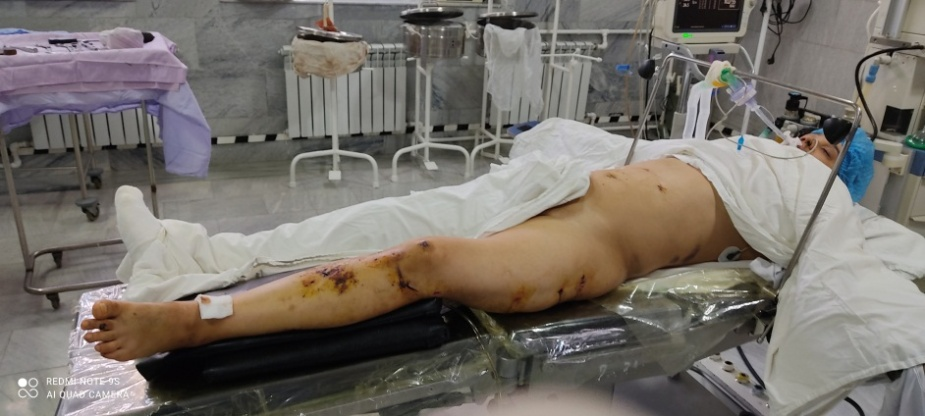 REDMI NOTE 9S
AI QUAD CAMERA